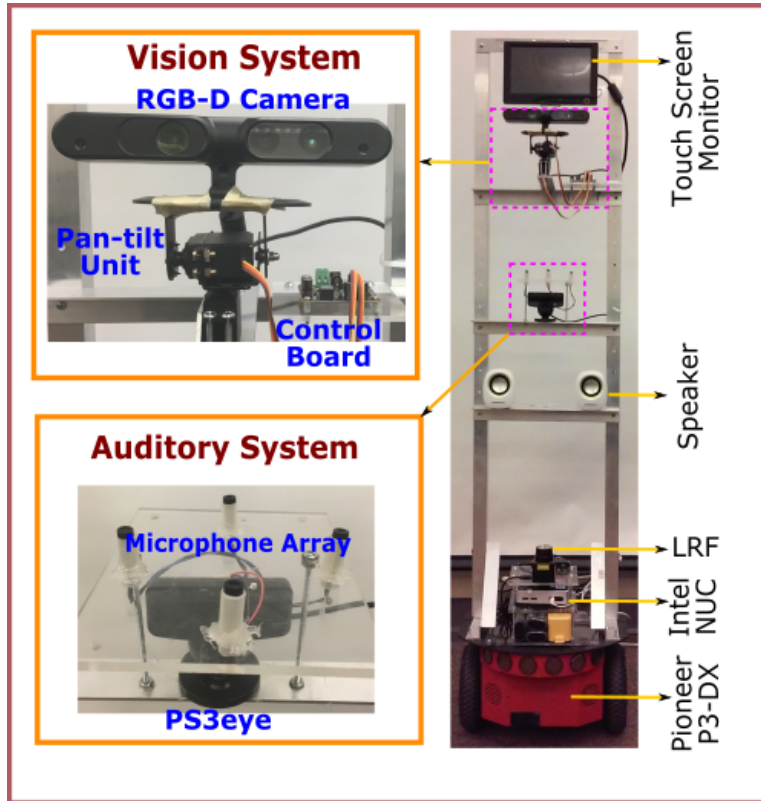 Vision System
RGB-D Camera
Pan-tilt
Unit
Control
Board
Auditory System
Microphone Array
PS3eye
Touch Screen
Monitor
Speaker
LRF
Intel
NUC
Pioneer
P3-DX